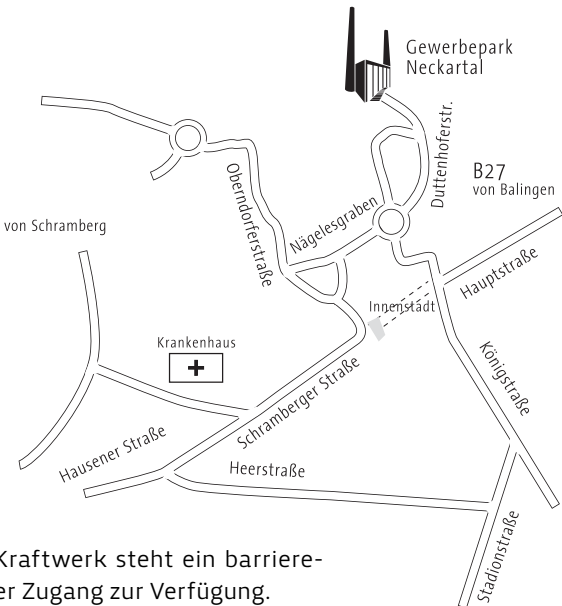 Gewerbepark
Neckartal
Duttenhoferstr.
B27
von Balingen
Oberndorferstraße
Nägelesgraben
von Schramberg
Hauptstraße
Innenstadt
Krankenhaus
Königstraße
Schramberger Straße
Hausener Straße
Heerstraße
Stadionstraße
Kraftwerk steht ein barriere-
er Zugang zur Verfügung.